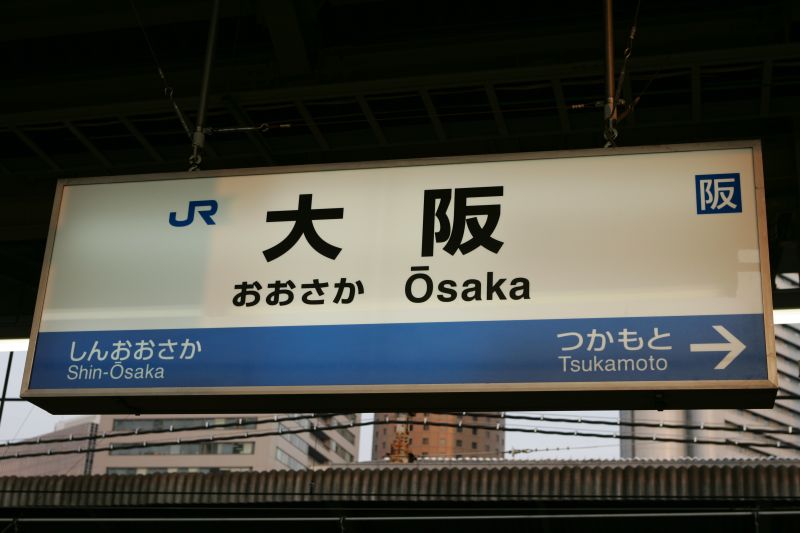 JR
大阪
阪
おおさか Ōsaka
しんおおさか
Shin-Ōsaka
つかもと
Tsukamoto